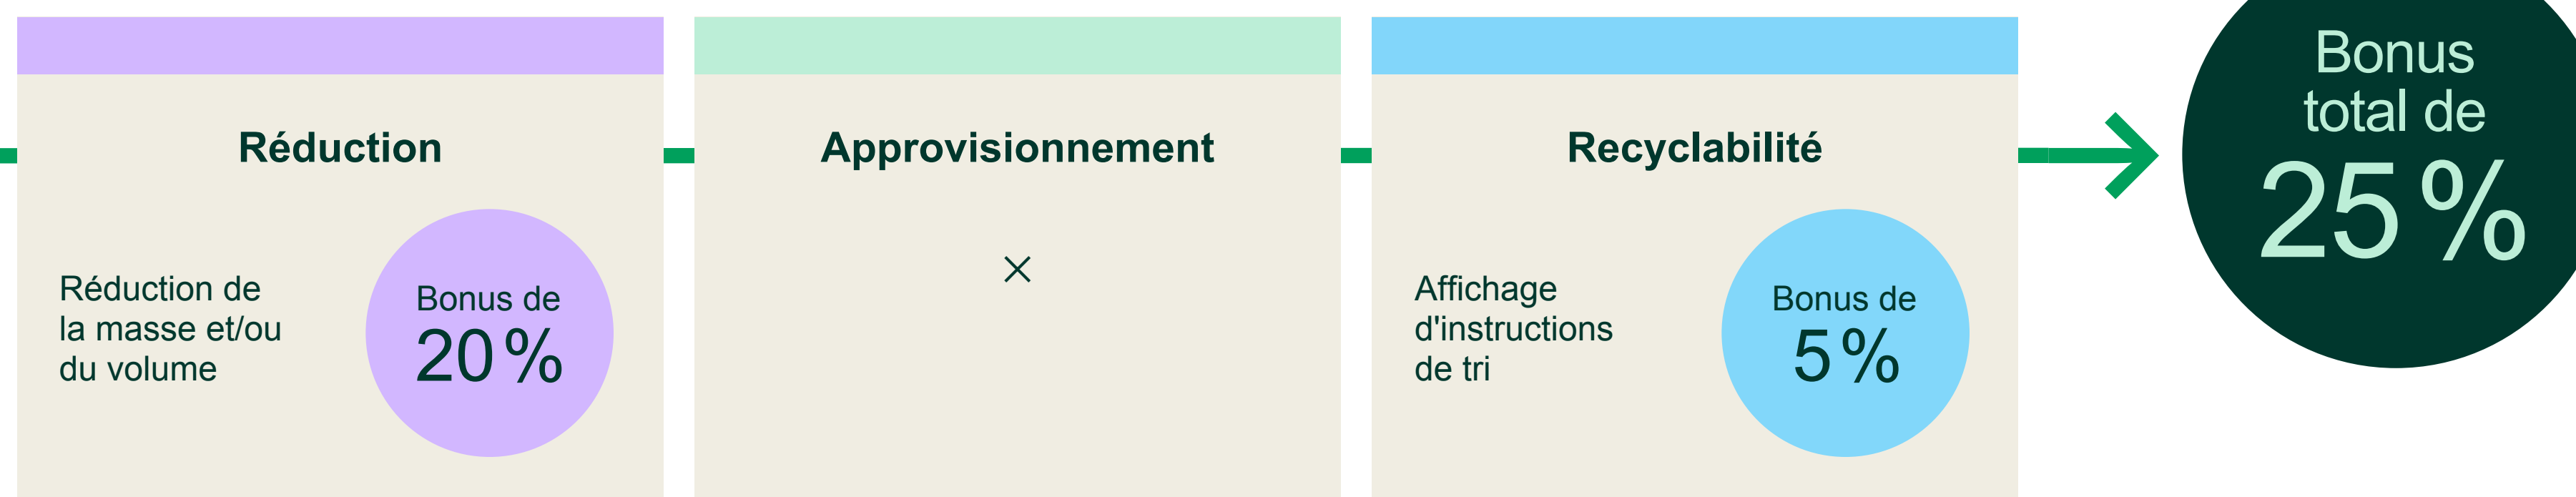 Réduction
Réduction de
la masse et/ou
du volume
Bonus de
20 %
Approvisionnement
×
Recyclabilité
Affichage
d'instructions
de tri
Bonus de
5 %
Bonus
total de
25 %